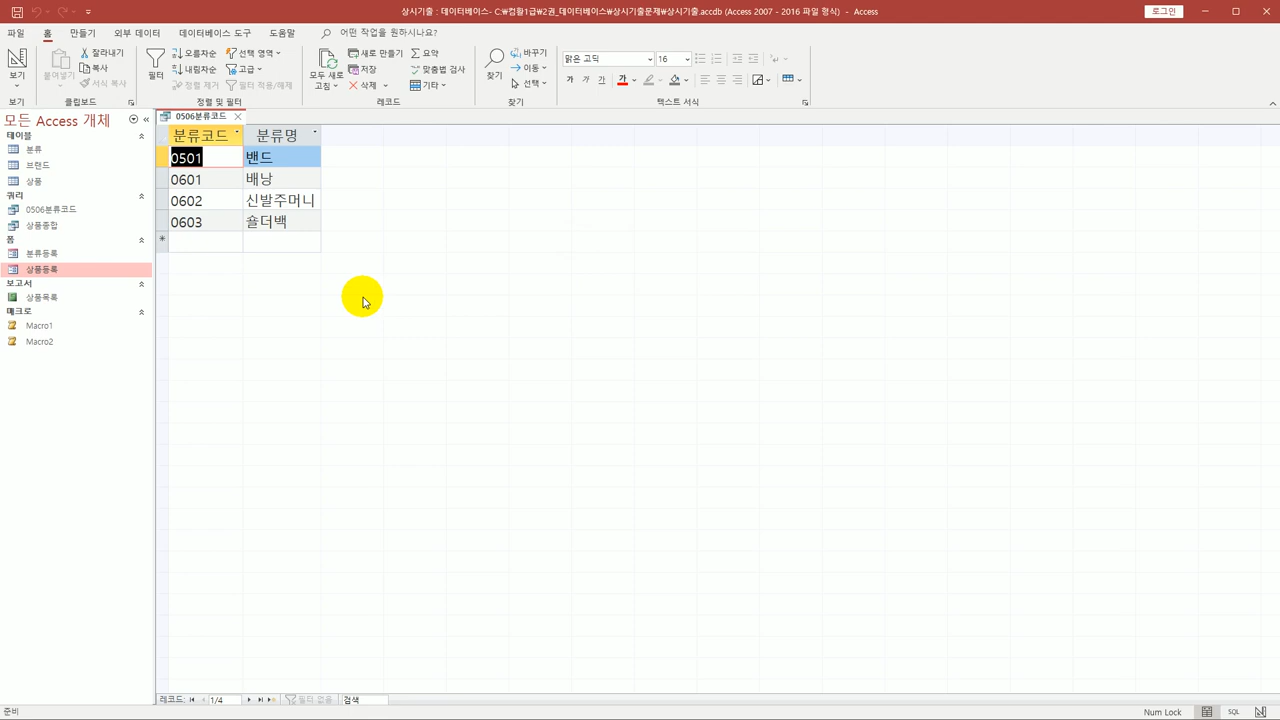 상시기술 : 데이터베이스- C:₩컴활1급₩2권_데이터베이스₩상시기술문제₩상시기술.accdb (Access 2007 - 2016 파일 형식) - Access
로그인
파일 홈 만들기 외부 데이터 데이터베이스 도구 도움말 어떤 작업을 원하시나요?
보기 붙여넣기 잘라내기 복사 서식 복사 필터 오름차순 내림차순 정렬 제거 선택 영역 고급 필터 적용/해제 모두 새로 고침 새로 만들기 저장 삭제 요약 맞춤법 검사 기타 찾기 바꾸기 이동 선택 맑은 고딕 16 가 가 가 가
보기 클립보드 정렬 및 필터 레코드 찾기 텍스트 서식
모든 Access 개체
테이블
분류
브랜드
상품
쿼리
0506분류코드
상품종합
폼
분류등록
상품등록
보고서
상품목록
매크로
Macro1
Macro2
0506분류코드
분류코드 분류명
0501 밴드
0601 배낭
0602 신발주머니
0603 숄더백
레코드: 1/4 필터 없음 검색
준비 Num Lock SQL